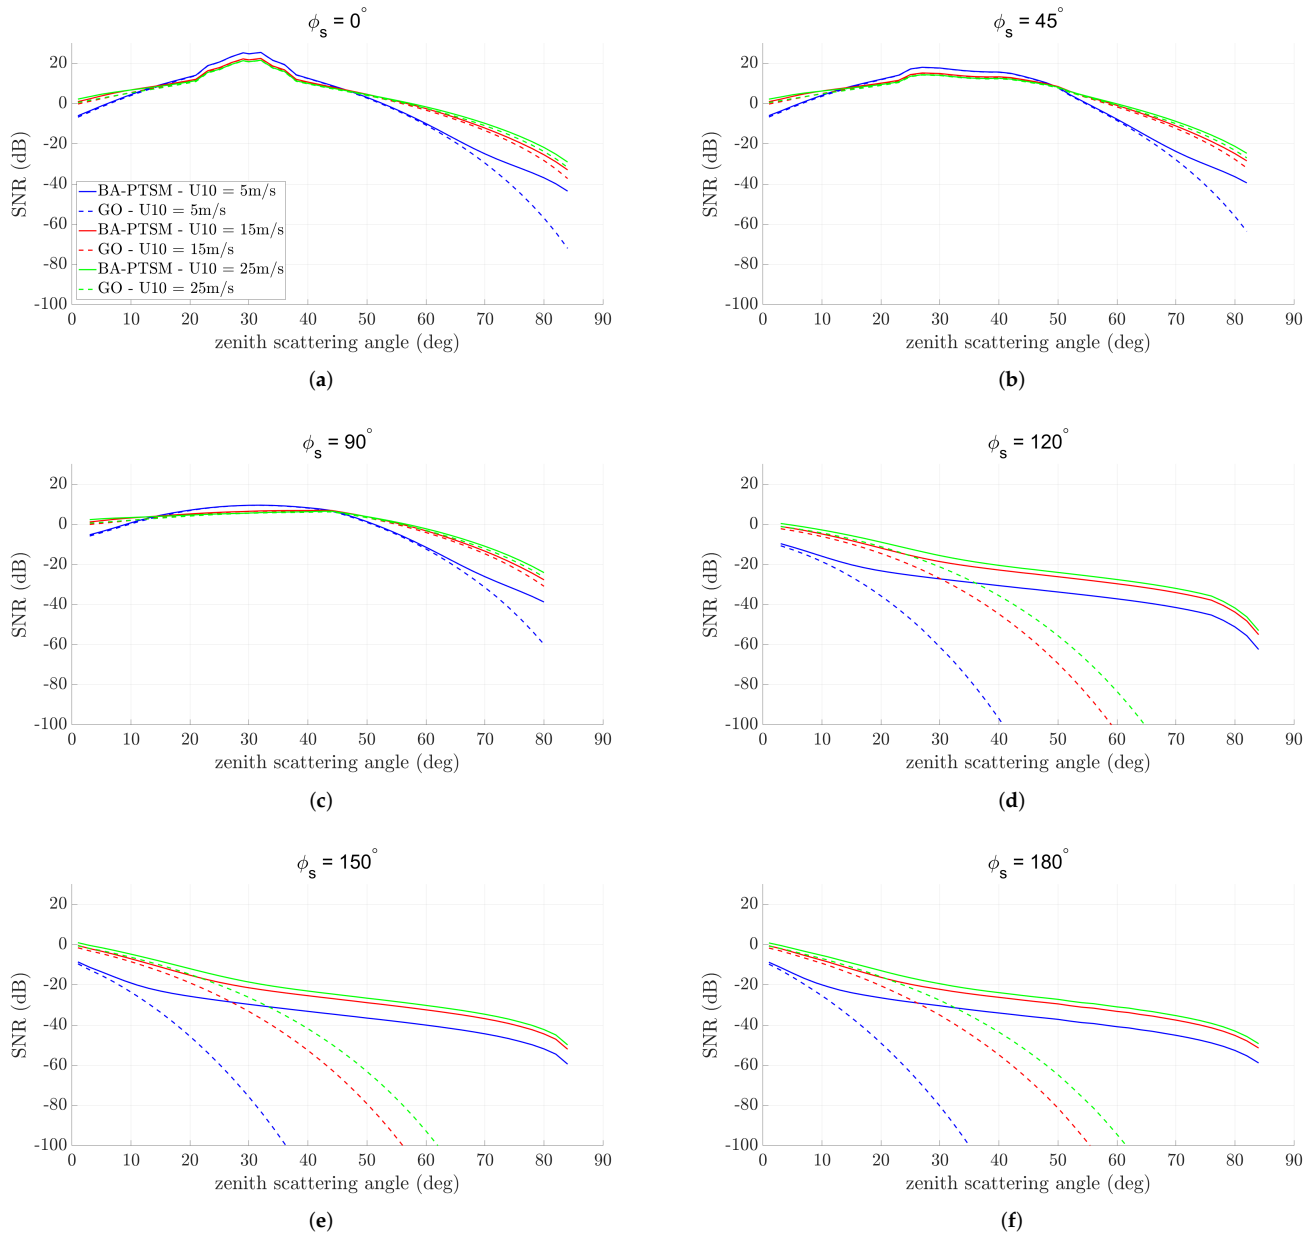 ϕs = 0°
SNR (dB)
20
0
-20
-40
-60
-80
-100
BA-PTSM - U10 = 5m/s
GO - U10 = 5m/s
BA-PTSM - U10 = 15m/s
GO - U10 = 15m/s
BA-PTSM - U10 = 25m/s
GO - U10 = 25m/s
0 10 20 30 40 50 60 70 80 90
zenith scattering angle (deg)
(a)
ϕs = 45°
SNR (dB)
20
0
-20
-40
-60
-80
-100
0 10 20 30 40 50 60 70 80 90
zenith scattering angle (deg)
(b)
ϕs = 90°
SNR (dB)
20
0
-20
-40
-60
-80
-100
0 10 20 30 40 50 60 70 80 90
zenith scattering angle (deg)
(c)
ϕs = 120°
SNR (dB)
20
0
-20
-40
-60
-80
-100
0 10 20 30 40 50 60 70 80 90
zenith scattering angle (deg)
(d)
ϕs = 150°
SNR (dB)
20
0
-20
-40
-60
-80
-100
0 10 20 30 40 50 60 70 80 90
zenith scattering angle (deg)
(e)
ϕs = 180°
SNR (dB)
20
0
-20
-40
-60
-80
-100
0 10 20 30 40 50 60 70 80 90
zenith scattering angle (deg)
(f)